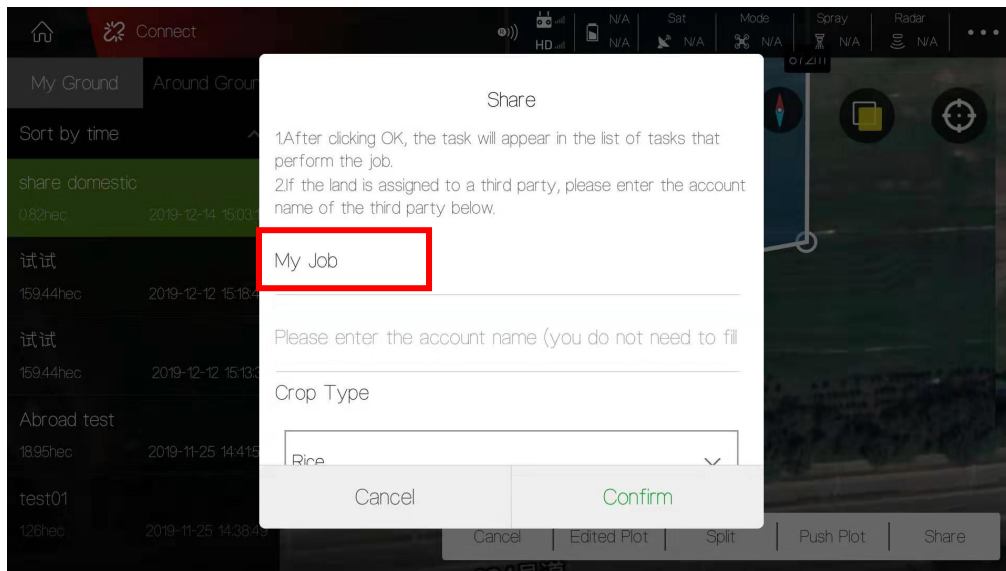 Connect
HD
N/A
N/A
Sat
N/A
Mode
N/A
Spray
N/A
Radar
N/A
My Ground
Around Groun
Sort by time
share domestic
0.82hec 2019-12-14 15:03:1
试试
159.44hec 2019-12-12 15:18:4
试试
159.44hec 2019-12-12 15:13:3
Abroad test
18.95hec 2019-11-25 14:41:5
test01
1.26hec 2019-11-25 14:38:49
Share
1.After clicking OK, the task will appear in the list of tasks that
perform the job.
2.If the land is assigned to a third party, please enter the account
name of the third party below.
My Job
Please enter the account name (you do not need to fill
Crop Type
Rice
Cancel
Confirm
Cancel
Edited Plot
Split
Push Plot
Share